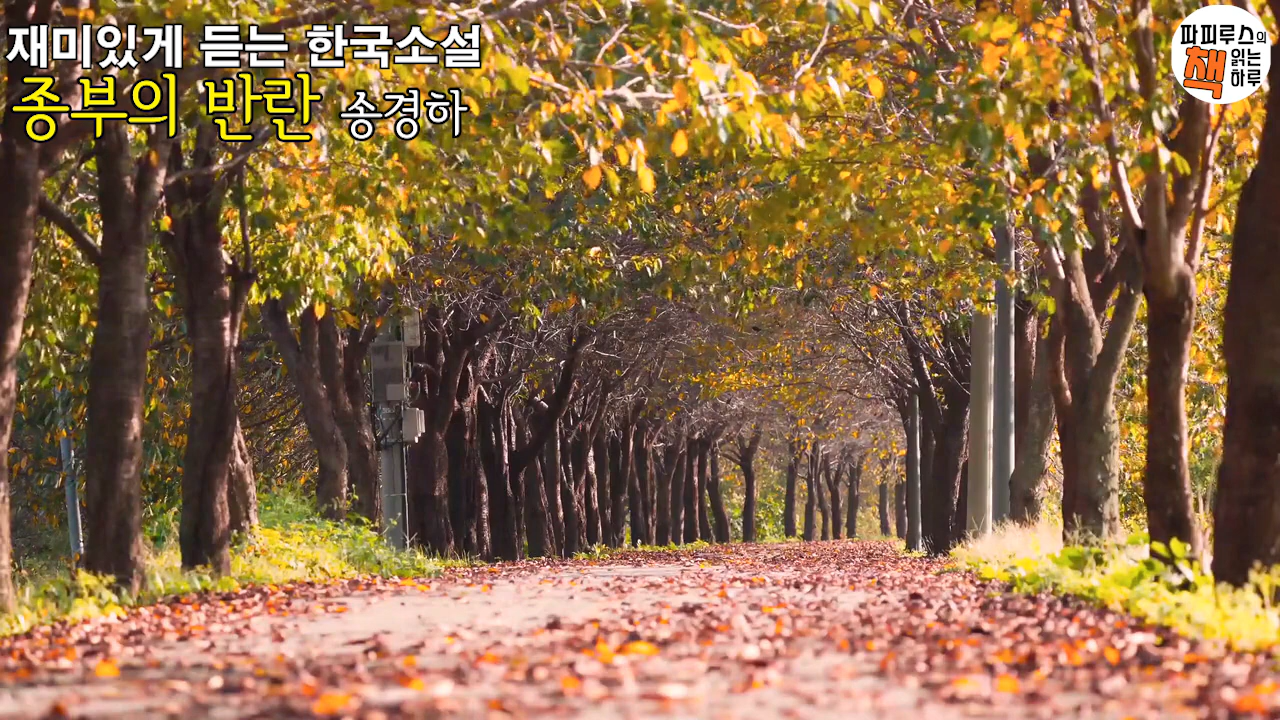 재미있게 듣는 한국소설
종부의 반란 송경하
파피루스의
책 읽는
하루